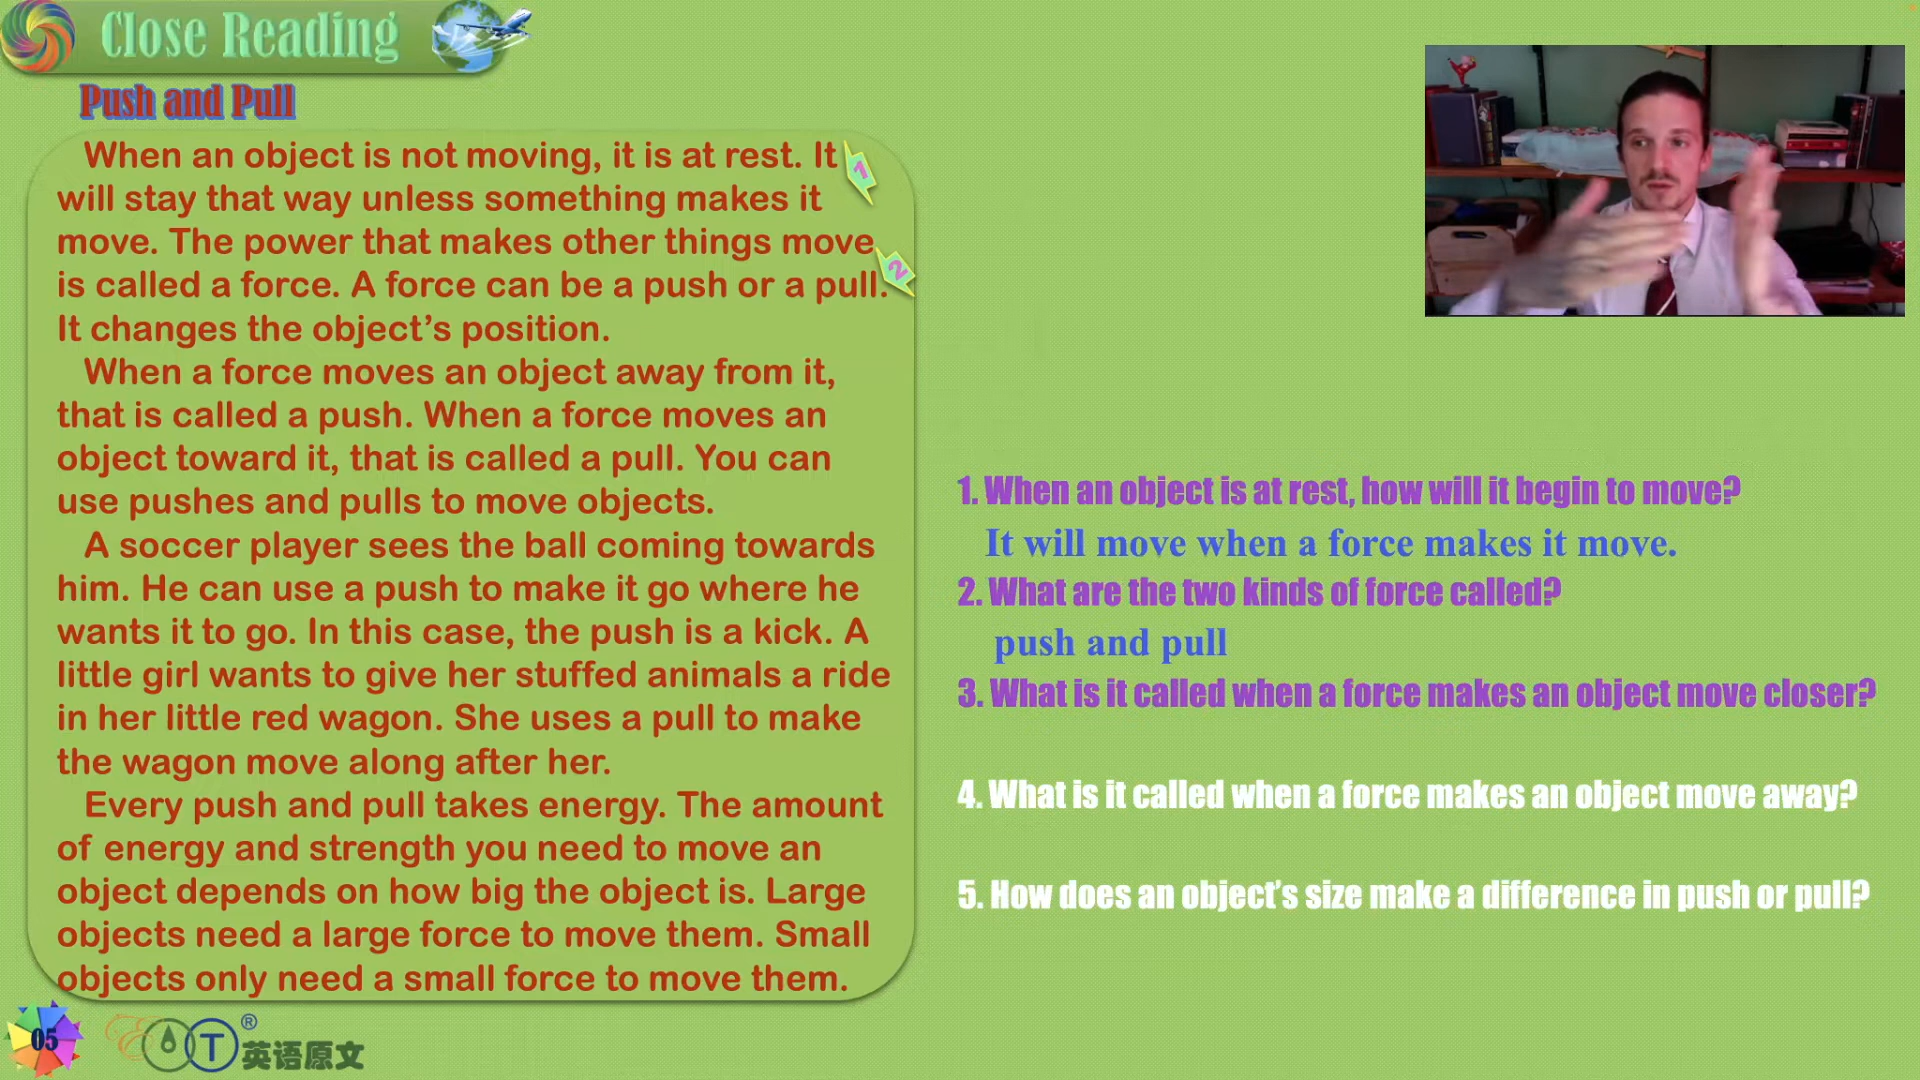 Close Reading
Push and Pull
When an object is not moving, it is at rest. It
will stay that way unless something makes it
move. The power that makes other things move
is called a force. A force can be a push or a pull.
It changes the object’s position.
When a force moves an object away from it,
that is called a push. When a force moves an
object toward it, that is called a pull. You can
use pushes and pulls to move objects.
A soccer player sees the ball coming towards
him. He can use a push to make it go where he
wants it to go. In this case, the push is a kick. A
little girl wants to give her stuffed animals a ride
in her little red wagon. She uses a pull to make
the wagon move along after her.
Every push and pull takes energy. The amount
of energy and strength you need to move an
object depends on how big the object is. Large
objects need a large force to move them. Small
objects only need a small force to move them.
1
2
1. When an object is at rest, how will it begin to move?
It will move when a force makes it move.
2. What are the two kinds of force called?
push and pull
3. What is it called when a force makes an object move closer?
4. What is it called when a force makes an object move away?
5. How does an object’s size make a difference in push or pull?
05
T ® 英语原文